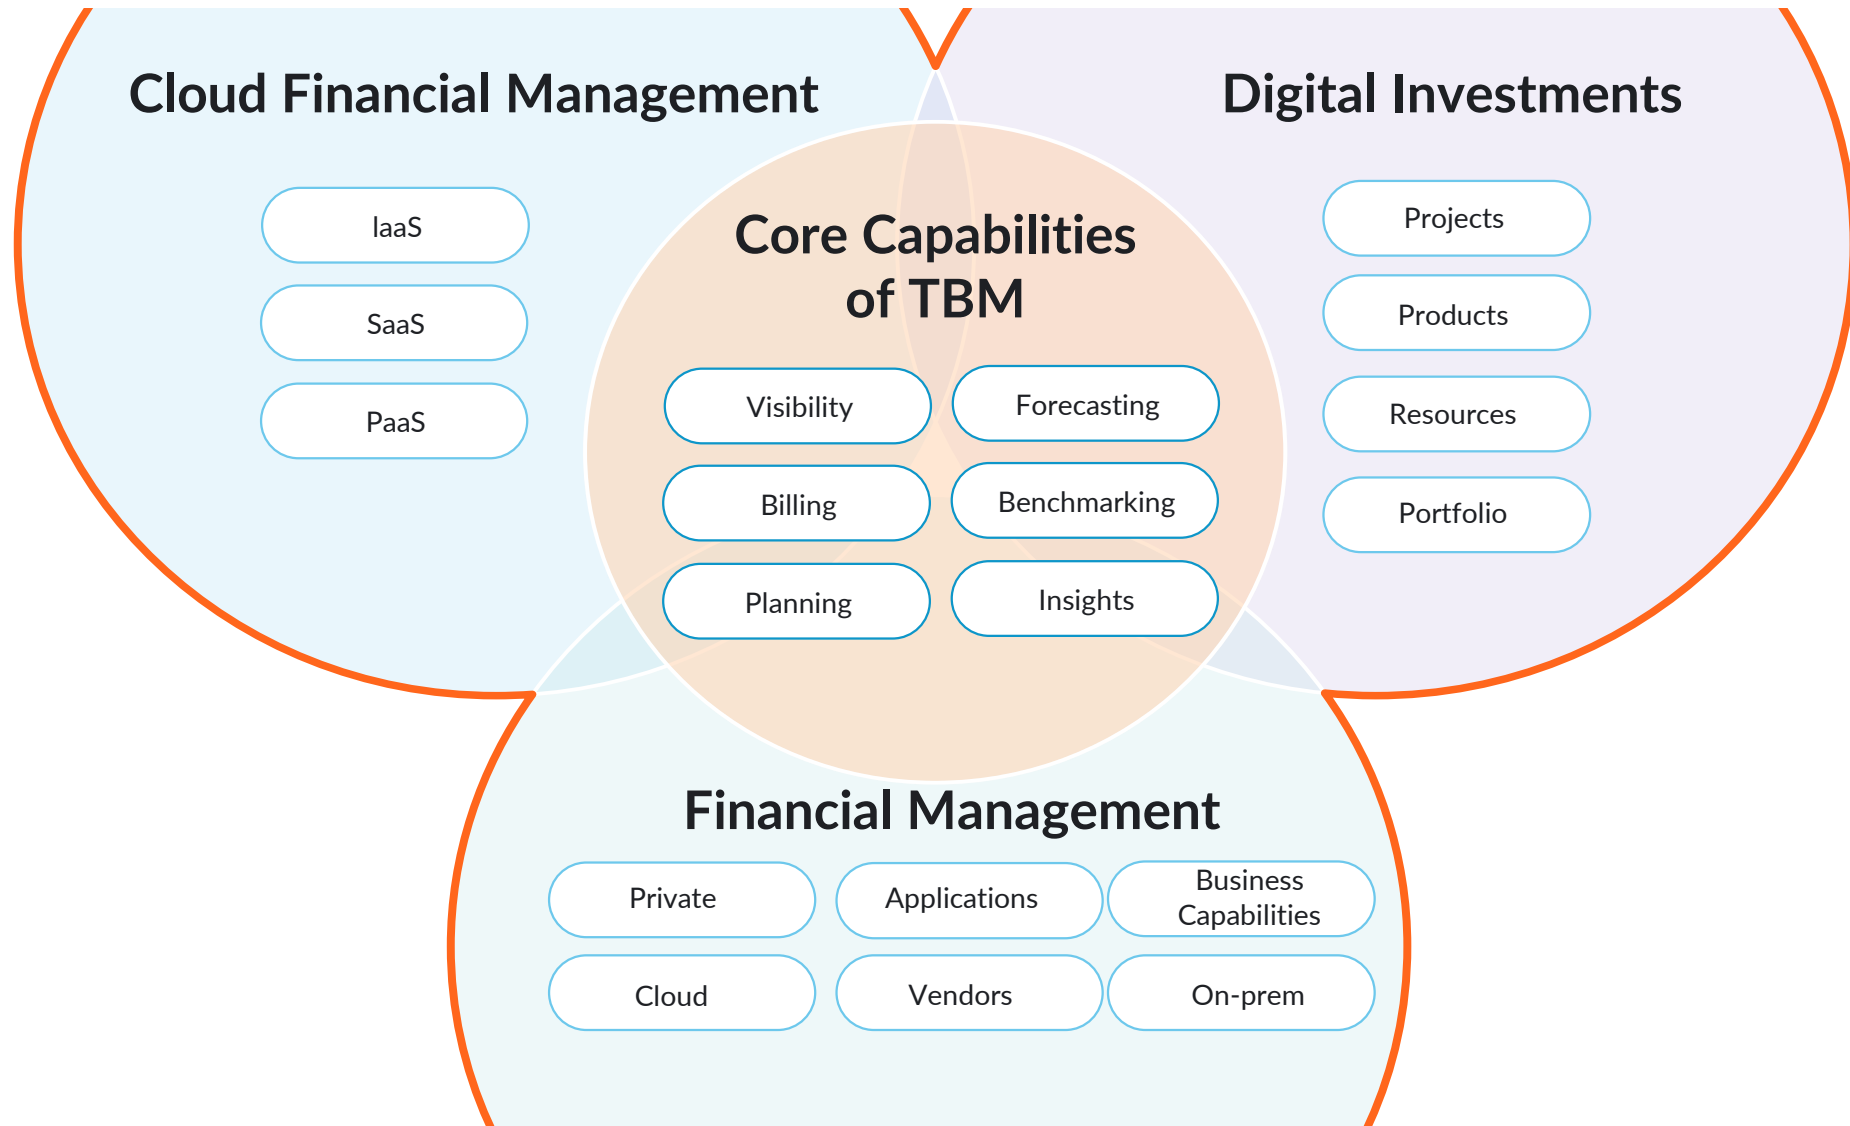 Cloud Financial Management
IaaS
SaaS
PaaS
Digital Investments
Projects
Products
Resources
Portfolio
Core Capabilities
of TBM
Visibility
Forecasting
Billing
Benchmarking
Planning
Insights
Financial Management
Private
Applications
Business
Capabilities
Cloud
Vendors
On-prem